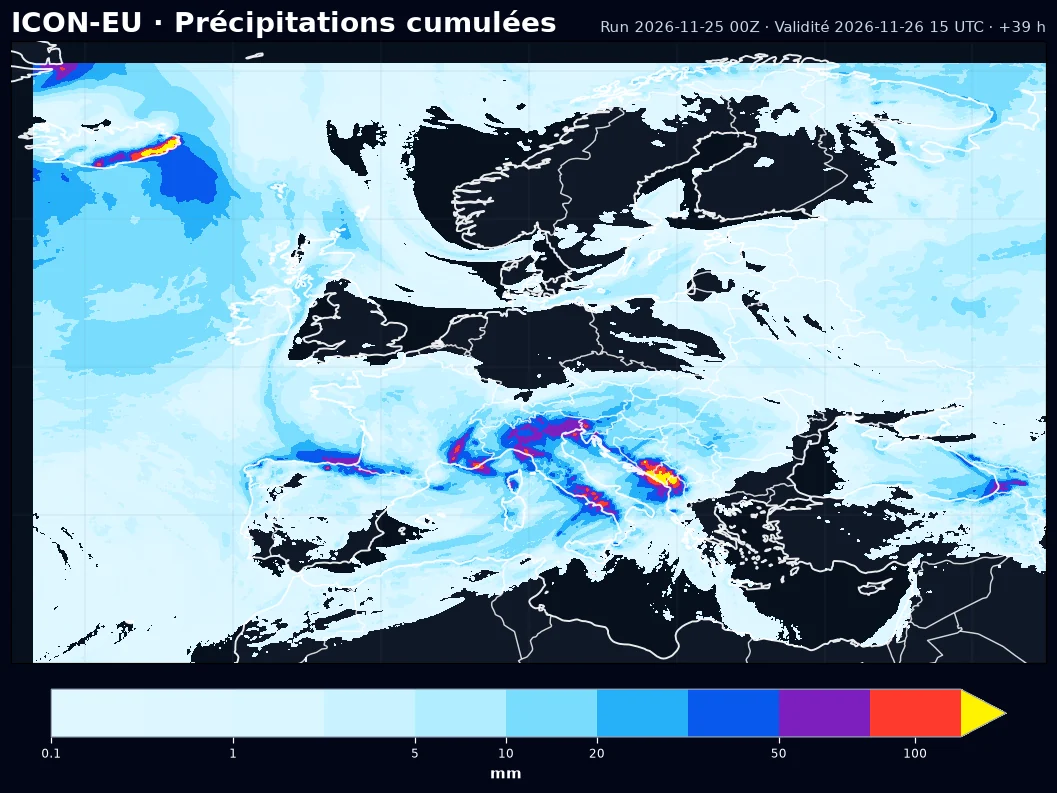 ICON-EU · Précipitations cumulées
Run 2026-11-25 00Z · Validité 2026-11-26 15 UTC · +39 h
0.1 1 5 10 20 50 100
mm